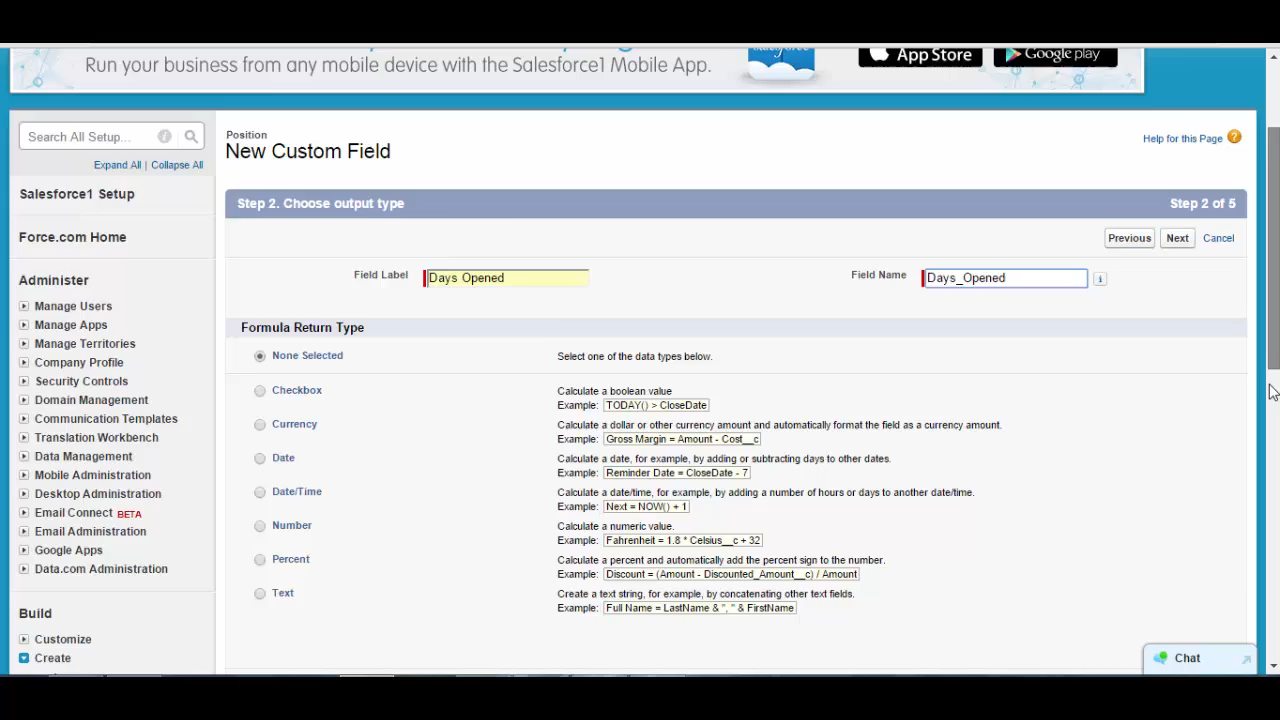 salesforce
App Store
Google play
Run your business from any mobile device with the Salesforce1 Mobile App.
Search All Setup...
Expand All | Collapse All
Salesforce1 Setup
Force.com Home
Administer
Manage Users
Manage Apps
Manage Territories
Company Profile
Security Controls
Domain Management
Communication Templates
Translation Workbench
Data Management
Mobile Administration
Desktop Administration
Email Connect BETA
Email Administration
Google Apps
Data.com Administration
Build
Customize
Create
Position
New Custom Field
Help for this Page ?
Step 2. Choose output type
Step 2 of 5
Previous Next Cancel
Field Label Days Opened
Field Name Days_Opened i
Formula Return Type
None Selected Select one of the data types below.
Checkbox Calculate a boolean value
Example: TODAY() > CloseDate
Currency Calculate a dollar or other currency amount and automatically format the field as a currency amount.
Example: Gross Margin = Amount - Cost__c
Date Calculate a date, for example, by adding or subtracting days to other dates.
Example: Reminder Date = CloseDate - 7
Date/Time Calculate a date/time, for example, by adding a number of hours or days to another date/time.
Example: Next = NOW() + 1
Number Calculate a numeric value.
Example: Fahrenheit = 1.8 * Celsius__c + 32
Percent Calculate a percent and automatically add the percent sign to the number.
Example: Discount = (Amount - Discounted_Amount__c) / Amount
Text Create a text string, for example, by concatenating other text fields.
Example: Full Name = LastName & ", " & FirstName
Chat